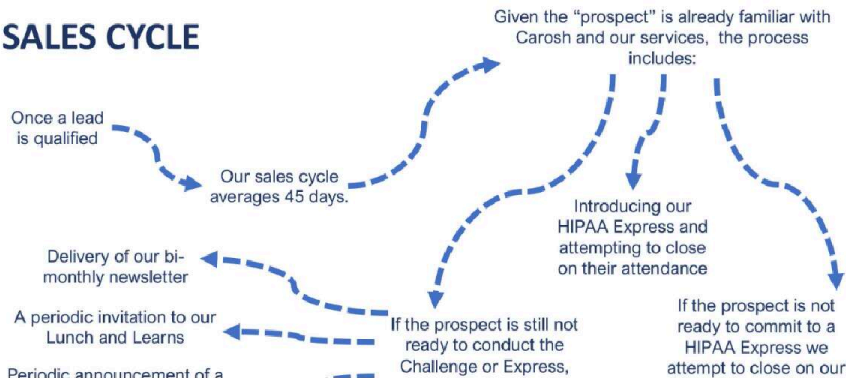 SALES CYCLE
Given the “prospect” is already familiar with
Carosh and our services, the process
includes:
Once a lead
is qualified
Our sales cycle
averages 45 days.
Introducing our
HIPAA Express and
attempting to close
on their attendance
If the prospect is not
ready to commit to a
HIPAA Express we
attempt to close on our
If the prospect is still not
ready to conduct the
Challenge or Express,
Delivery of our bi-
monthly newsletter
A periodic invitation to our
Lunch and Learns
Periodic announcement of a